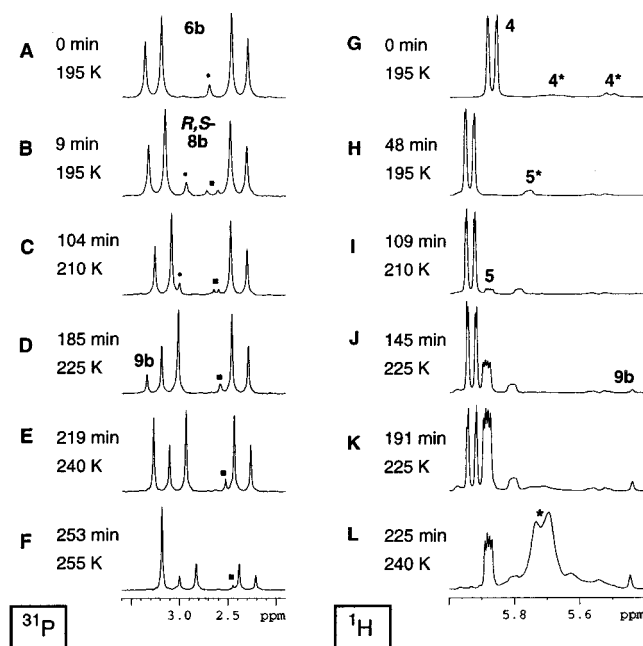 A
0 min
195 K
6b
B
9 min
195 K
R,S-
8b
C
104 min
210 K
D
185 min
225 K
9b
E
219 min
240 K
F
253 min
255 K
3.0 2.5 ppm
³¹P
G
0 min
195 K
4
4* 4*
H
48 min
195 K
5*
I
109 min
210 K
5
J
145 min
225 K
9b
K
191 min
225 K
L
225 min
240 K
*
5.8 5.6 ppm
¹H